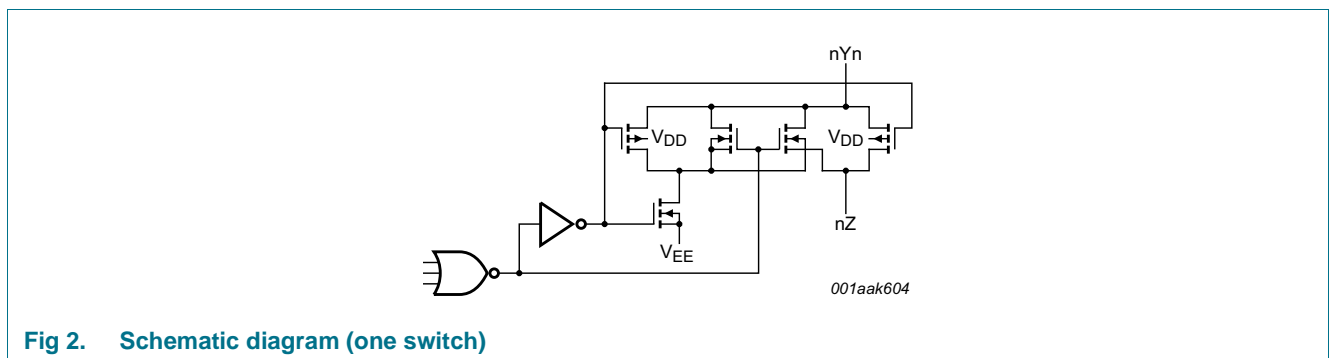 nYn
VDD
VDD
nZ
VEE
001aak604
Fig 2. Schematic diagram (one switch)